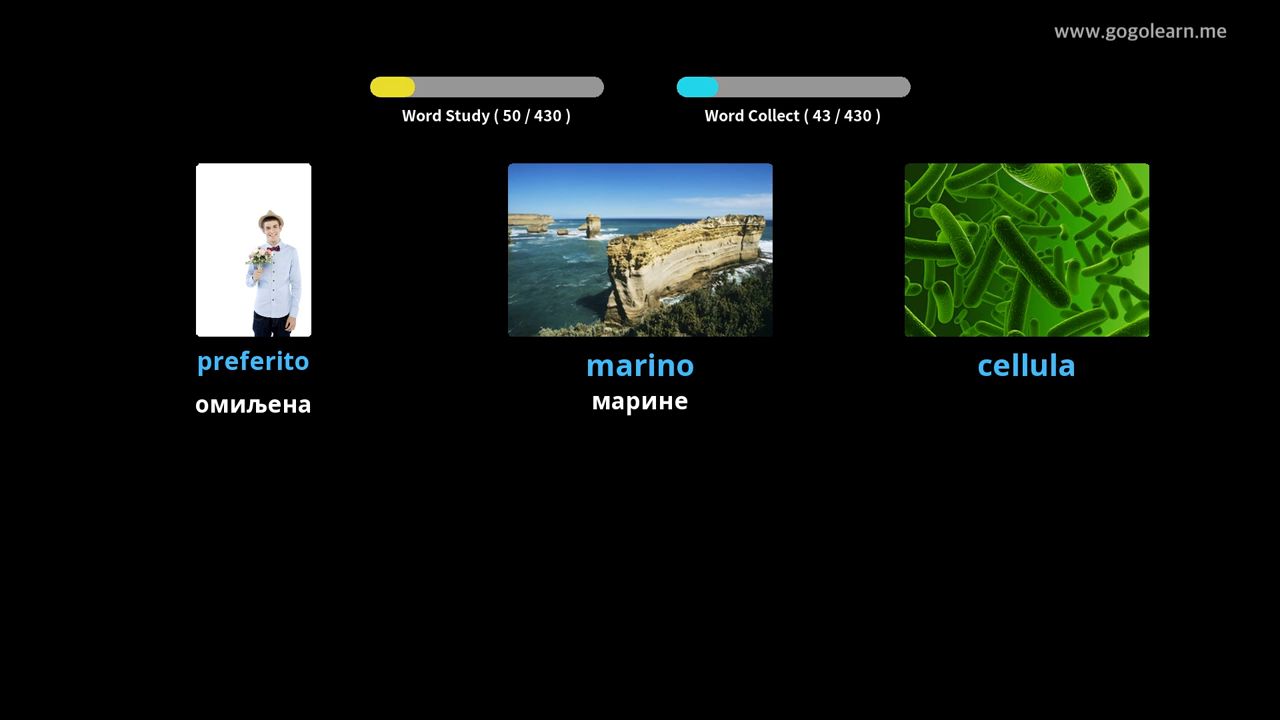 www.gogolearn.me
Word Study ( 50 / 430 )
Word Collect ( 43 / 430 )
preferito
marino
cellula
омиљена
марине